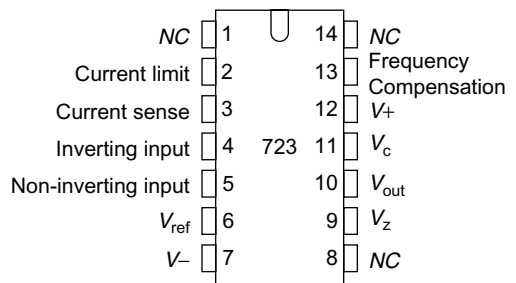 NC 1 14 NC
Current limit 2 13 Frequency
Compensation
Current sense 3 12 V+
Inverting input 4 723 11 Vc
Non-inverting input 5 10 Vout
Vref 6 9 Vz
V– 7 8 NC